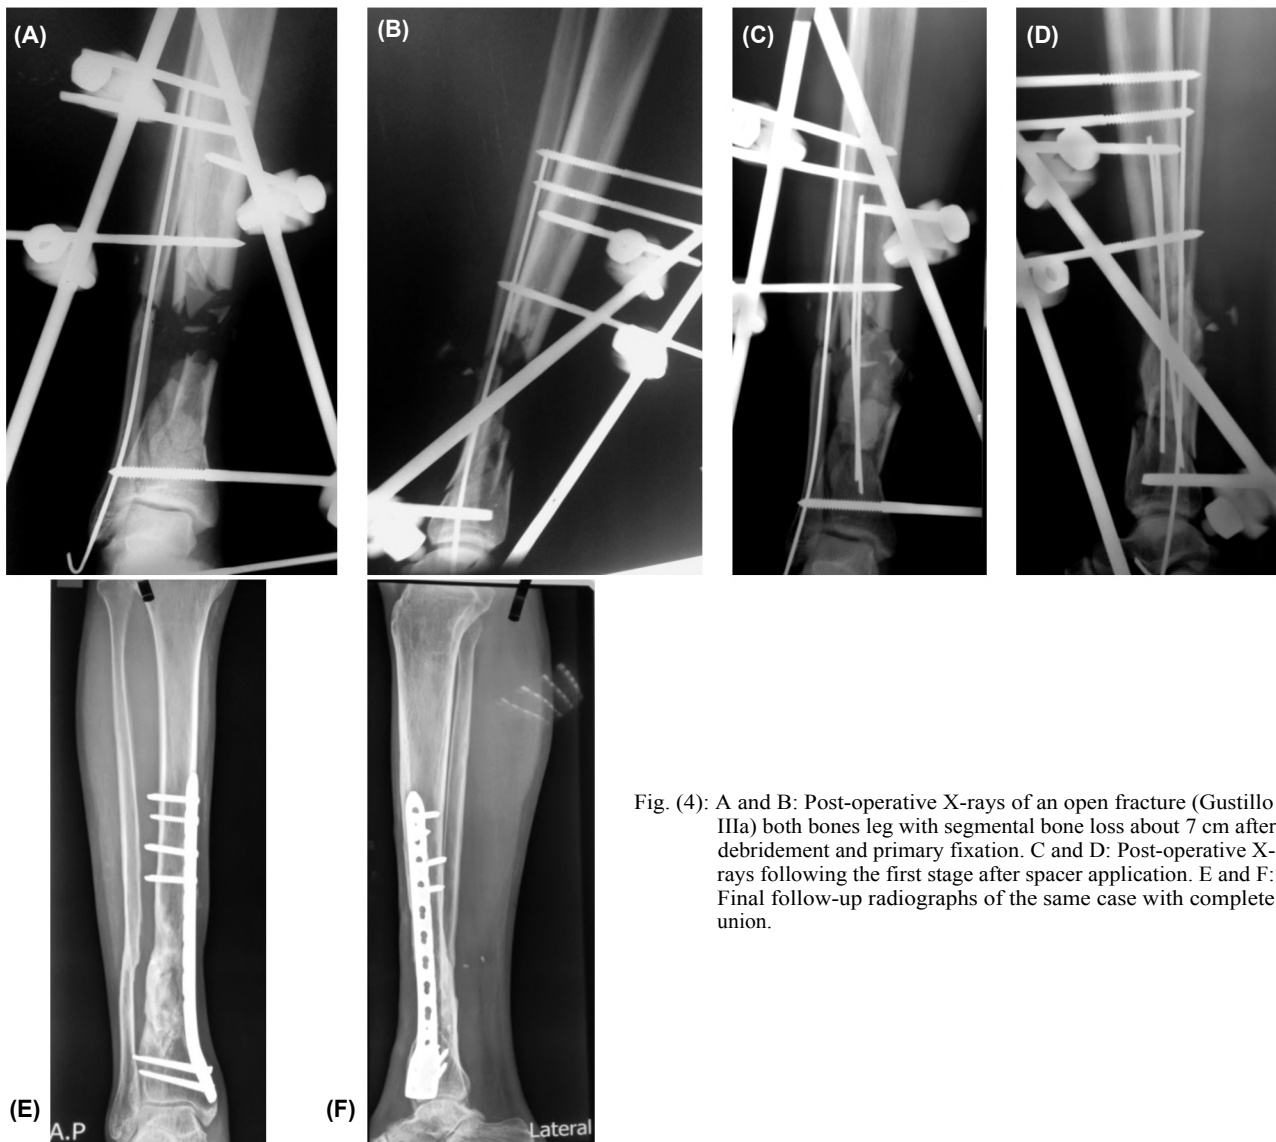 (A)
(B)
(C)
(D)
(E)
A.P
(F)
Lateral
Fig. (4): A and B: Post-operative X-rays of an open fracture (Gustillo
IIIa) both bones leg with segmental bone loss about 7 cm after
debridement and primary fixation. C and D: Post-operative X-
rays following the first stage after spacer application. E and F:
Final follow-up radiographs of the same case with complete
union.